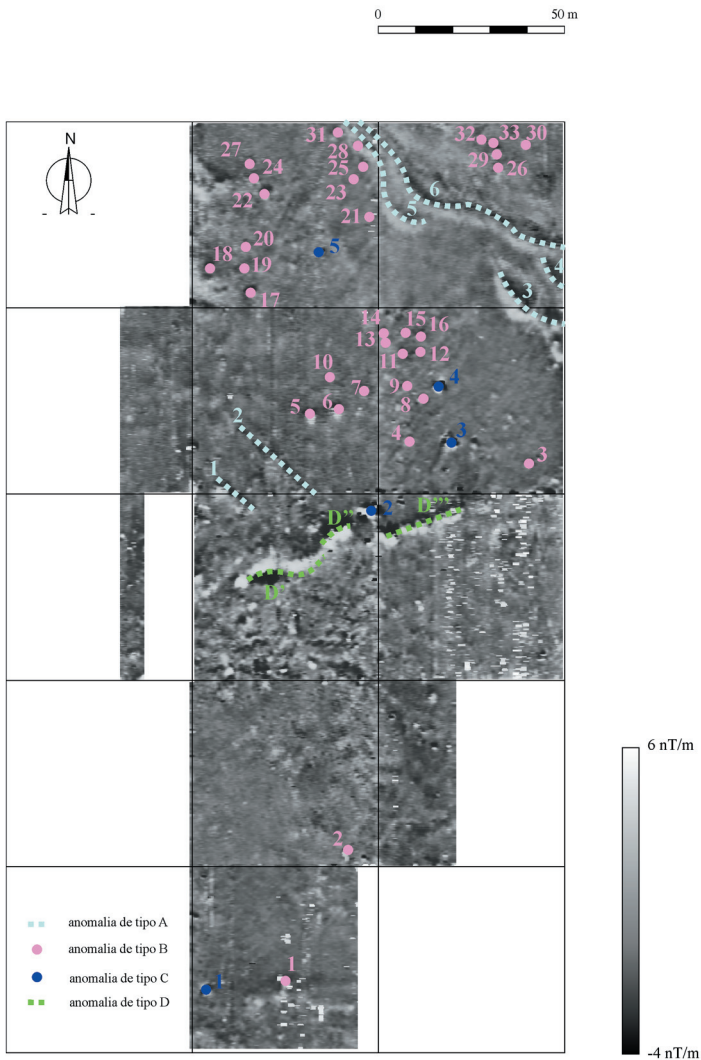 0 50 m
N
31
32 33 30
28
27
25 29
24 26
23
22 6
5
21
20 5
18 19 4
3
17
14 15 16
13
11 12
10
7 9 4
8
5 6
2 4 3
3
1
D'' 2 D'''
D'
6 nT/m
2
anomalia de tipo A
anomalia de tipo B
1
anomalia de tipo C 1
anomalia de tipo D
-4 nT/m